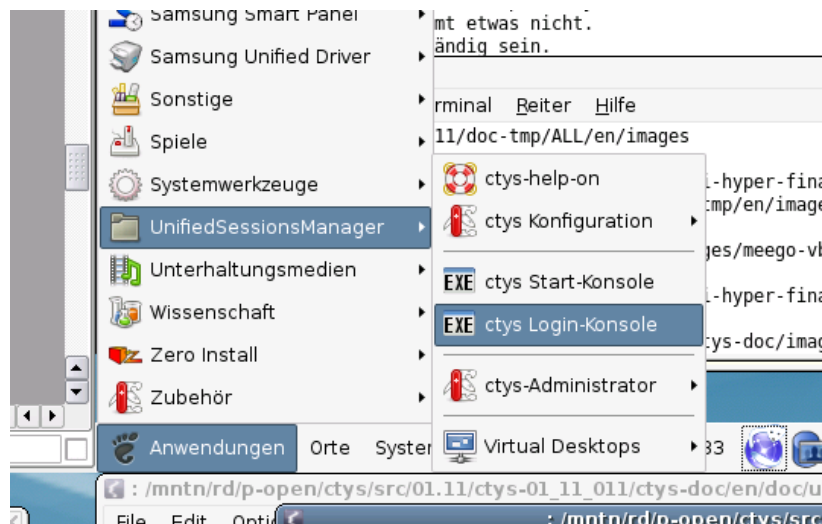 Samsung Smart Panel
Samsung Unified Driver
Sonstige
Spiele
Systemwerkzeuge
UnifiedSessionsManager
Unterhaltungsmedien
Wissenschaft
Zero Install
Zubehör
Anwendungen Orte System
mt etwas nicht.
ändig sein.
rminal Reiter Hilfe
11/doc-tmp/ALL/en/images
ctys-help-on
ctys Konfiguration
EXE ctys Start-Konsole
EXE ctys Login-Konsole
ctys-Administrator
Virtual Desktops
i-hyper-fina
tmp/en/image
ges/meego-vb
i-hyper-fina
tys-doc/imag
33
: /mntn/rd/p-open/ctys/src/01.11/ctys-01_11_011/ctys-doc/en/doc/u
File Edit Optio
: /mntn/rd/p-open/ctys/src